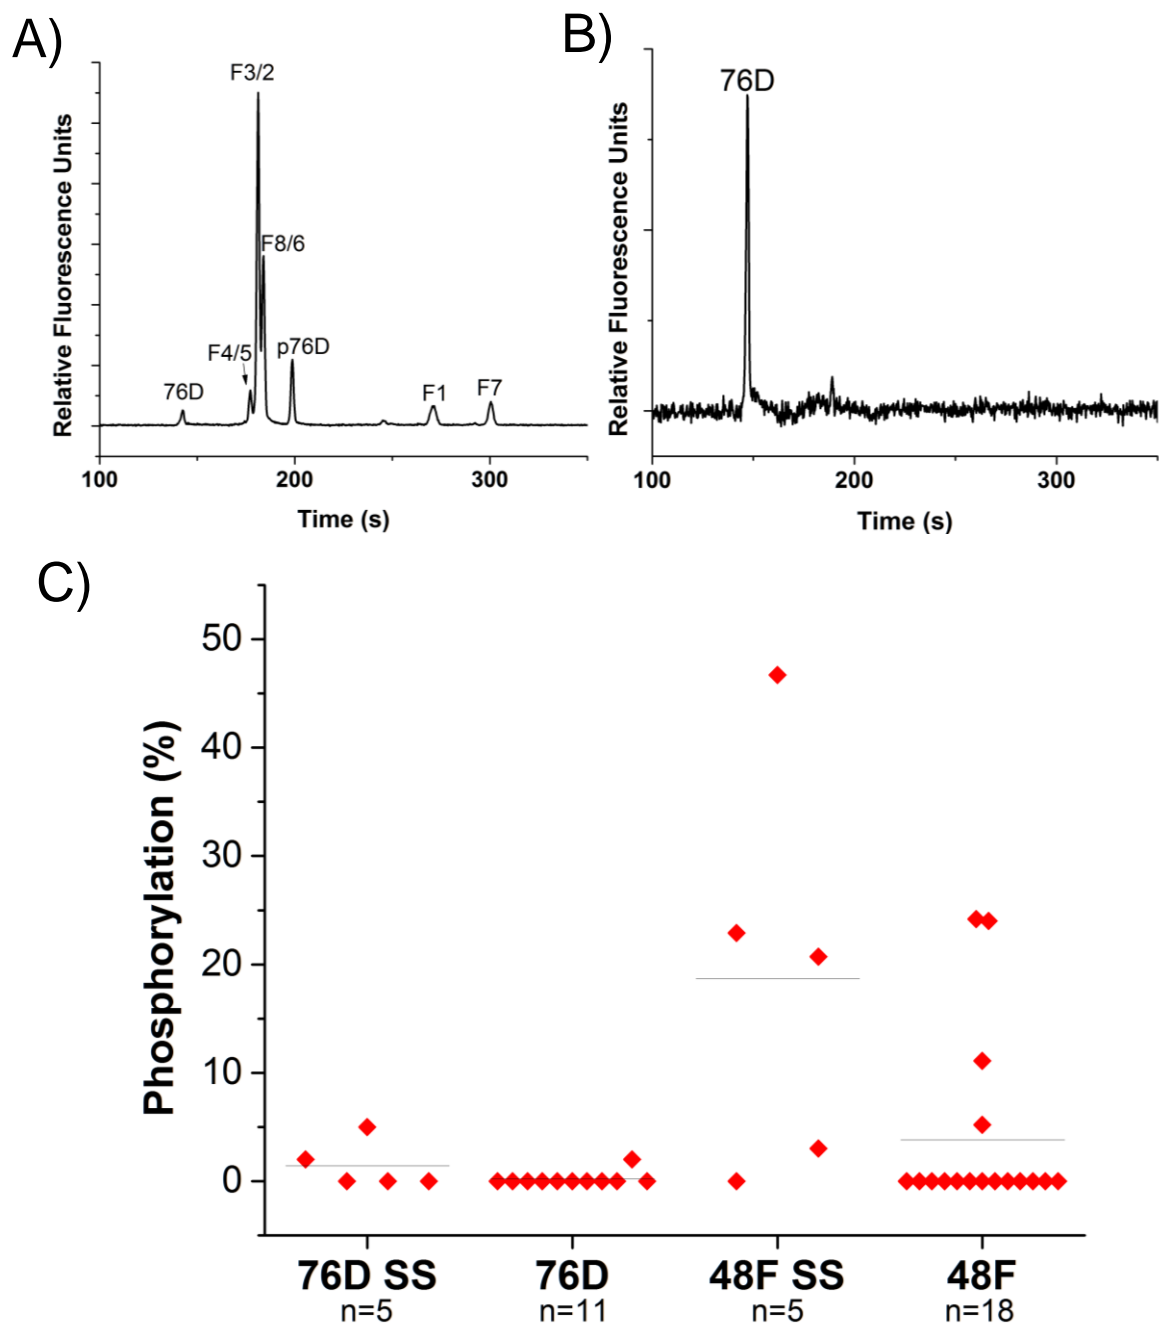 A)
F3/2
F8/6
F4/5
p76D
76D
F1
F7
Relative Fluorescence Units
100
200
300
Time (s)
B)
76D
Relative Fluorescence Units
100
200
300
Time (s)
C)
Phosphorylation (%)
50
40
30
20
10
0
76D SS
76D
48F SS
48F
n=5
n=11
n=5
n=18